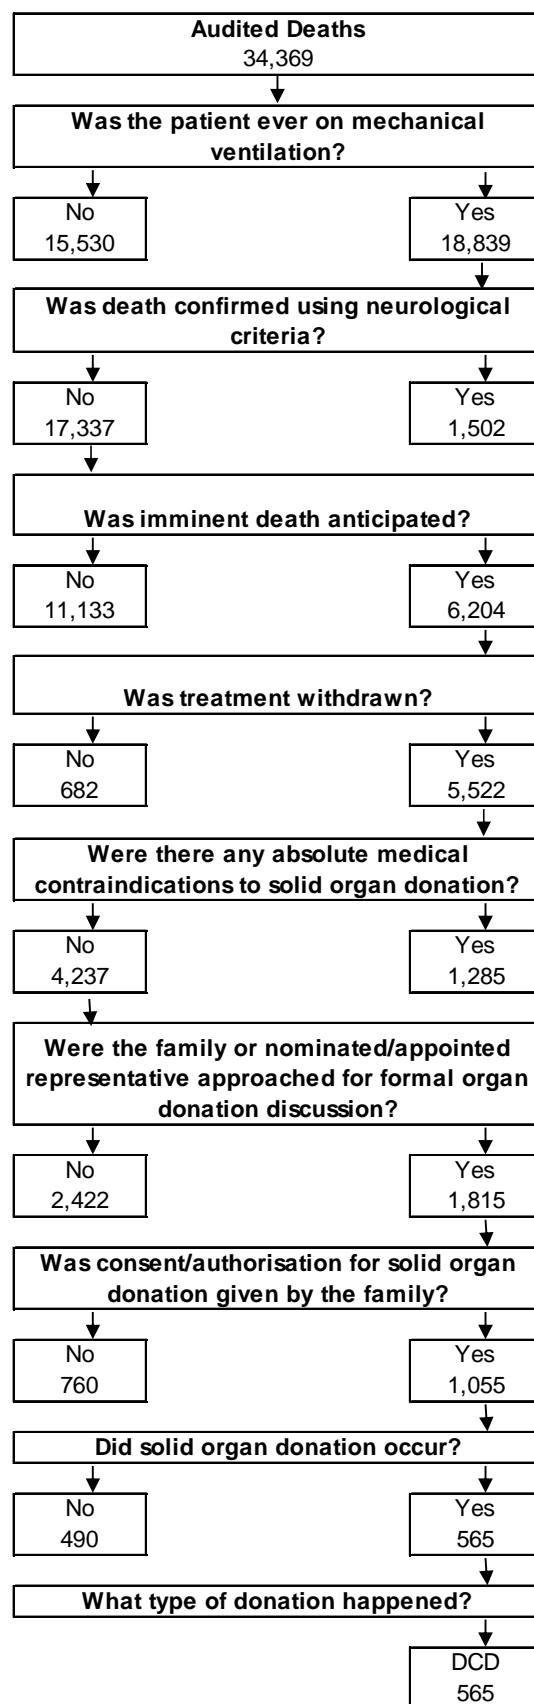 Audited Deaths
34,369
Was the patient ever on mechanical
ventilation?
No
15,530
Yes
18,839
Was death confirmed using neurological
criteria?
No
17,337
Yes
1,502
Was imminent death anticipated?
No
11,133
Yes
6,204
Was treatment withdrawn?
No
682
Yes
5,522
Were there any absolute medical
contraindications to solid organ donation?
No
4,237
Yes
1,285
Were the family or nominated/appointed
representative approached for formal organ
donation discussion?
No
2,422
Yes
1,815
Was consent/authorisation for solid organ
donation given by the family?
No
760
Yes
1,055
Did solid organ donation occur?
No
490
Yes
565
What type of donation happened?
DCD
565